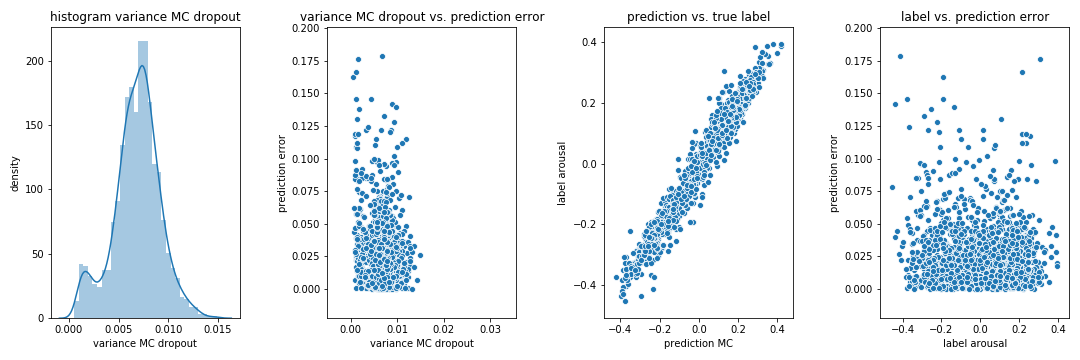 histogram variance MC dropout
density
200
150
100
50
0
0.000 0.005 0.010 0.015
variance MC dropout
variance MC dropout vs. prediction error
prediction error
0.200
0.175
0.150
0.125
0.100
0.075
0.050
0.025
0.000
0.00 0.01 0.02 0.03
variance MC dropout
prediction vs. true label
label arousal
0.4
0.2
0.0
−0.2
−0.4
−0.4 −0.2 0.0 0.2 0.4
prediction MC
label vs. prediction error
prediction error
0.200
0.175
0.150
0.125
0.100
0.075
0.050
0.025
0.000
−0.4 −0.2 0.0 0.2 0.4
label arousal